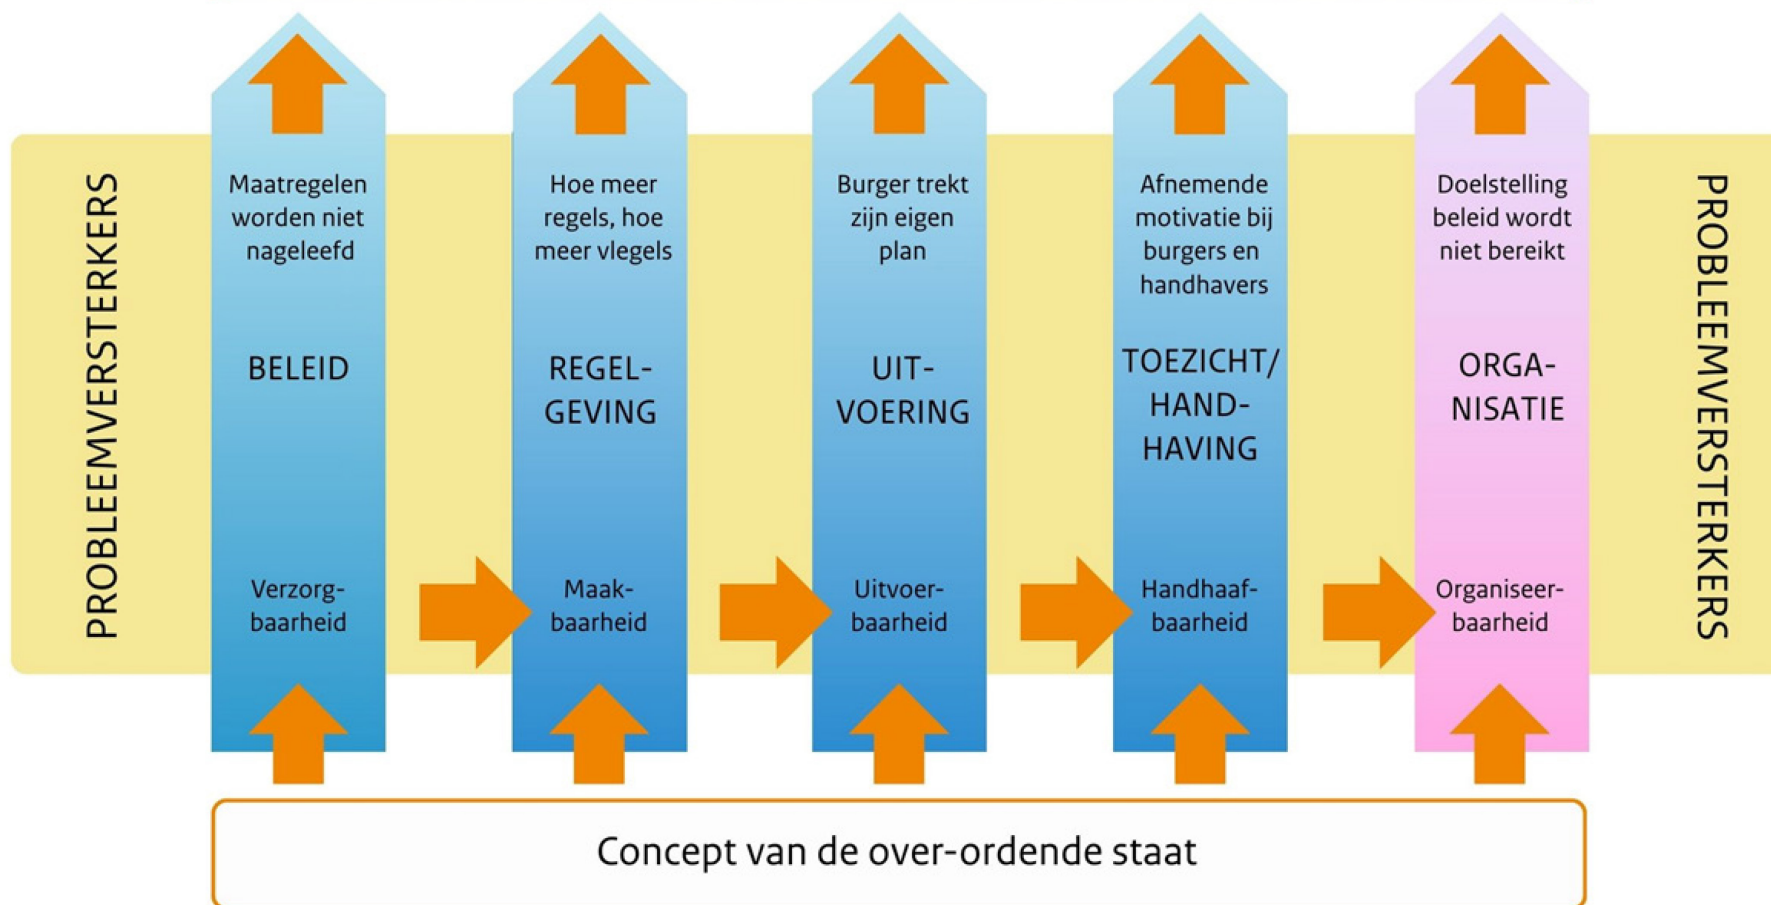 PROBLEEMVERSTERKERS
Maatregelen
worden niet
nageleefd
BELEID
Verzorg-
baarheid
Hoe meer
regels, hoe
meer vlegels
REGEL-
GEVING
Maak-
baarheid
Burger trekt
zijn eigen
plan
UIT-
VOERING
Uitvoer-
baarheid
Afnemende
motivatie bij
burgers en
handhavers
TOEZICHT/
HAND-
HAVING
Handhaaf-
baarheid
Doelstelling
beleid wordt
niet bereikt
ORGA-
NISATIE
Organiseer-
baarheid
PROBLEEMVERSTERKERS
Concept van de over-ordende staat